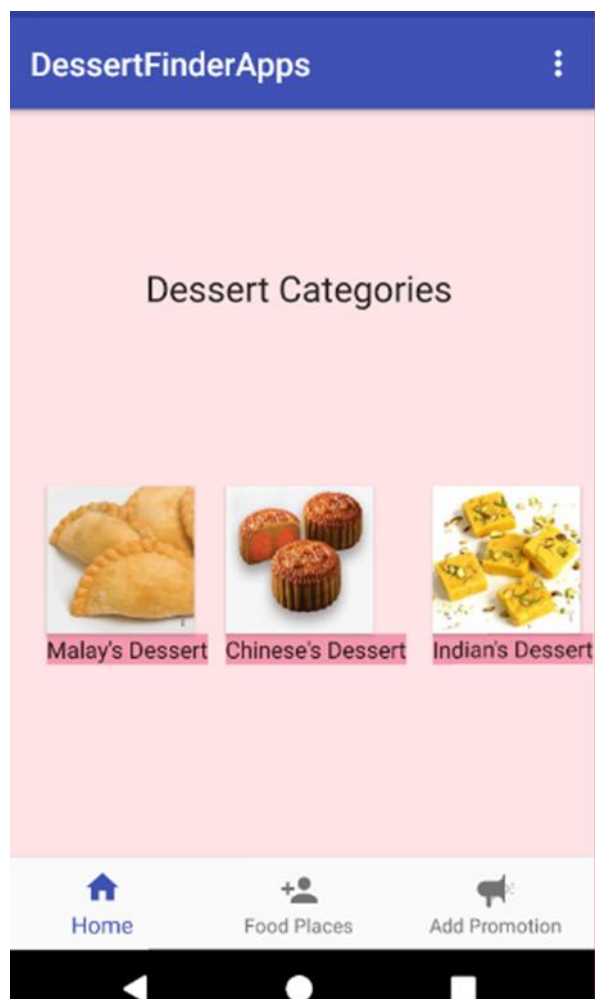 DessertFinderApps
Dessert Categories
Malay's Dessert
Chinese's Dessert
Indian's Dessert
Home
Food Places
Add Promotion